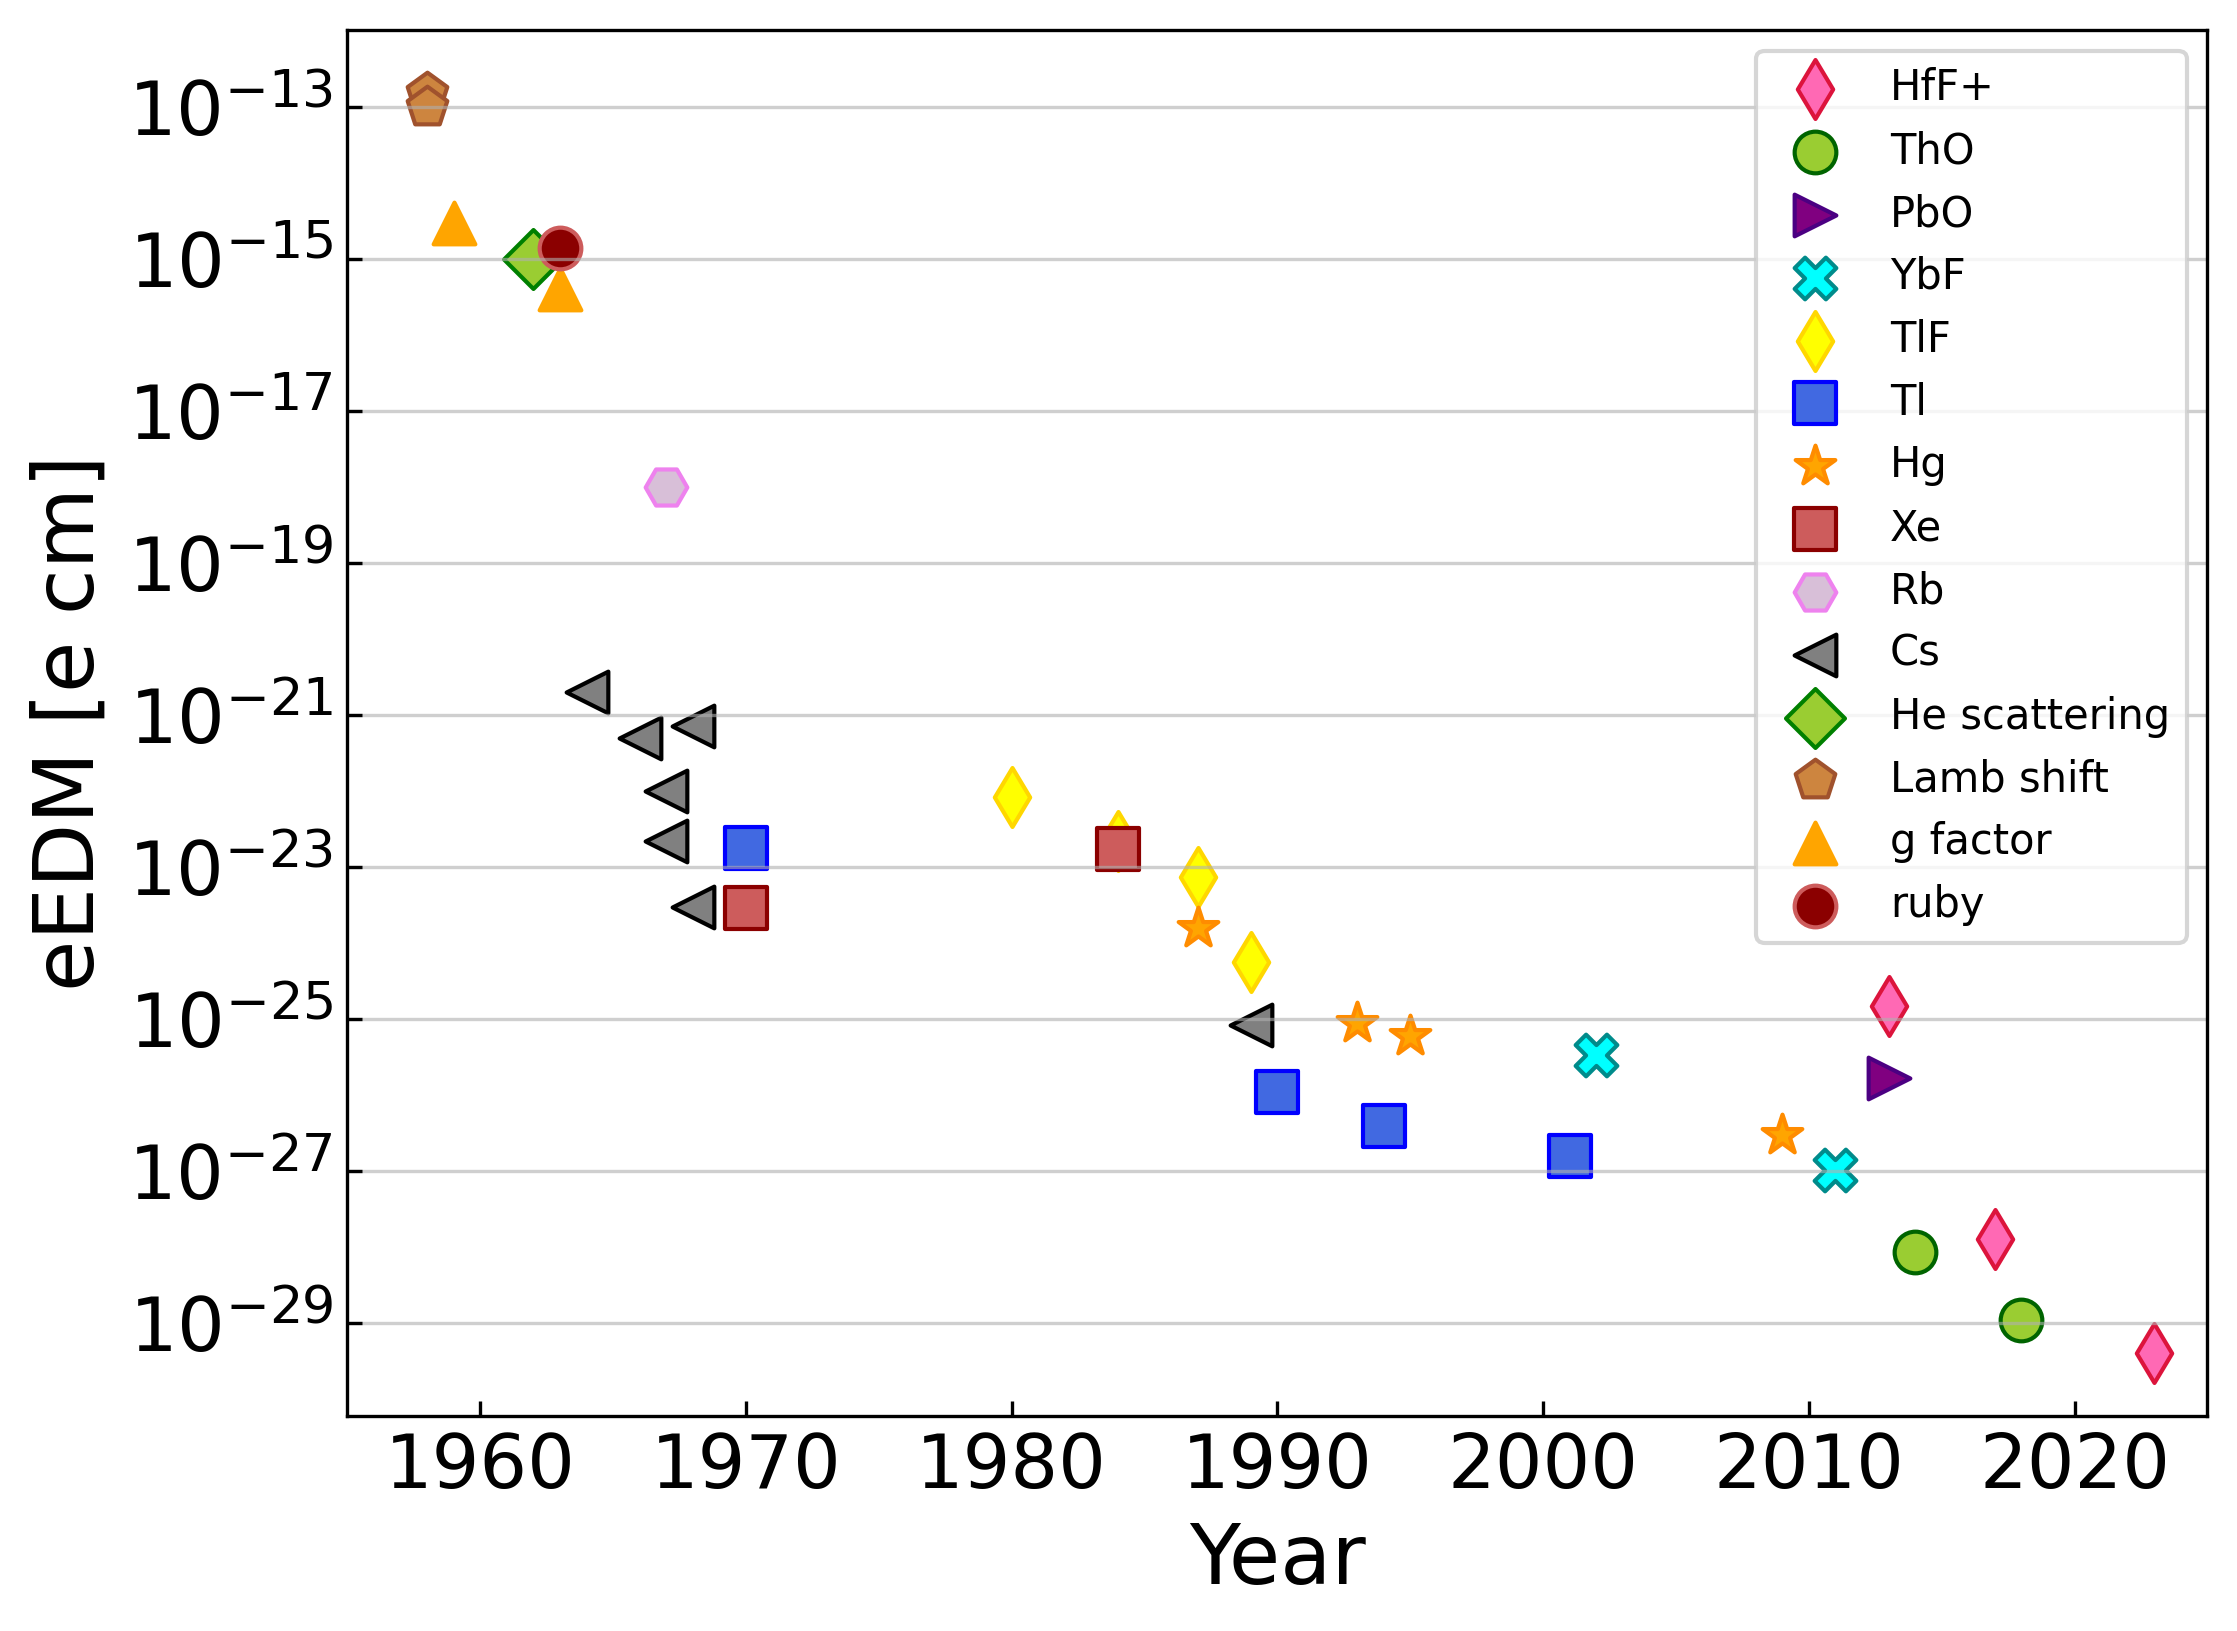 eEDM [e cm]
10⁻¹³
10⁻¹⁵
10⁻¹⁷
10⁻¹⁹
10⁻²¹
10⁻²³
10⁻²⁵
10⁻²⁷
10⁻²⁹
HfF+
ThO
PbO
YbF
TlF
Tl
Hg
Xe
Rb
Cs
He scattering
Lamb shift
g factor
ruby
1960 1970 1980 1990 2000 2010 2020
Year